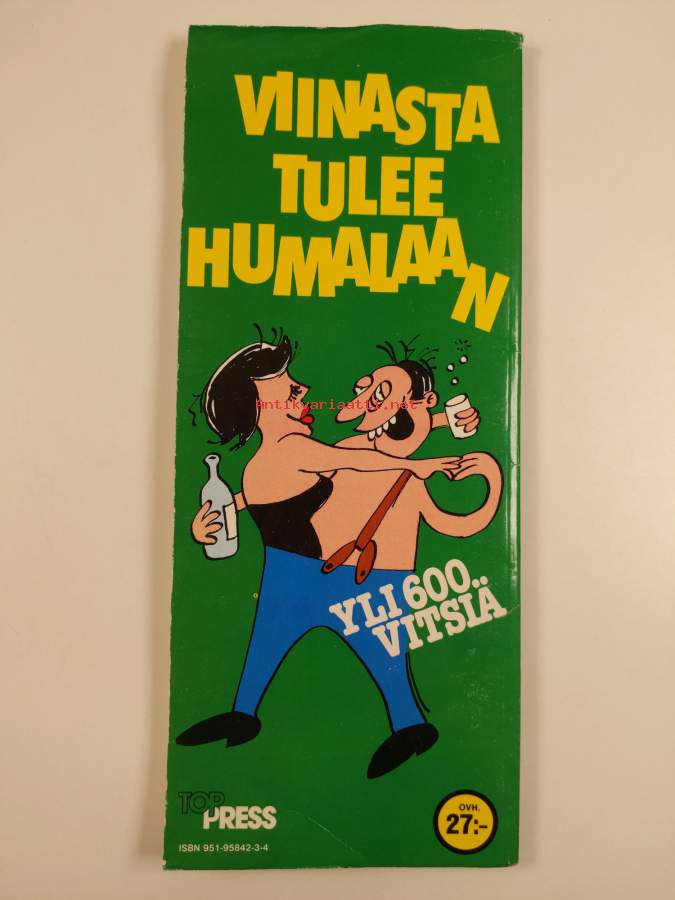 VIINASTA
TULEE
HUMALAAN
Antikvariaatti.net
YLI 600
VITSIÄ
TOP
PRESS
OVH.
27:-
ISBN 951-95842-3-4